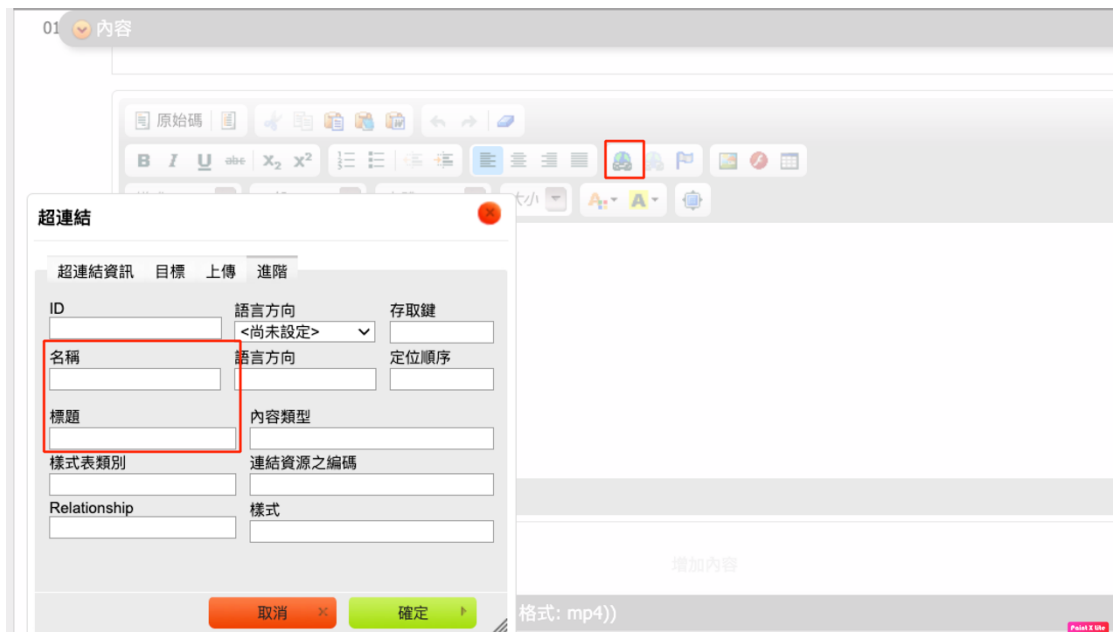 01 內容
原始碼
B I U abc X₂ X²
大小 A A
超連結
超連結資訊 目標 上傳 進階
ID 語言方向 存取鍵
<尚未設定>
名稱 語言方向 定位順序
標題 內容類型
樣式表類別 連結資源之編碼
Relationship 樣式
增加內容
取消 確定 格式: mp4))
Paint X lite